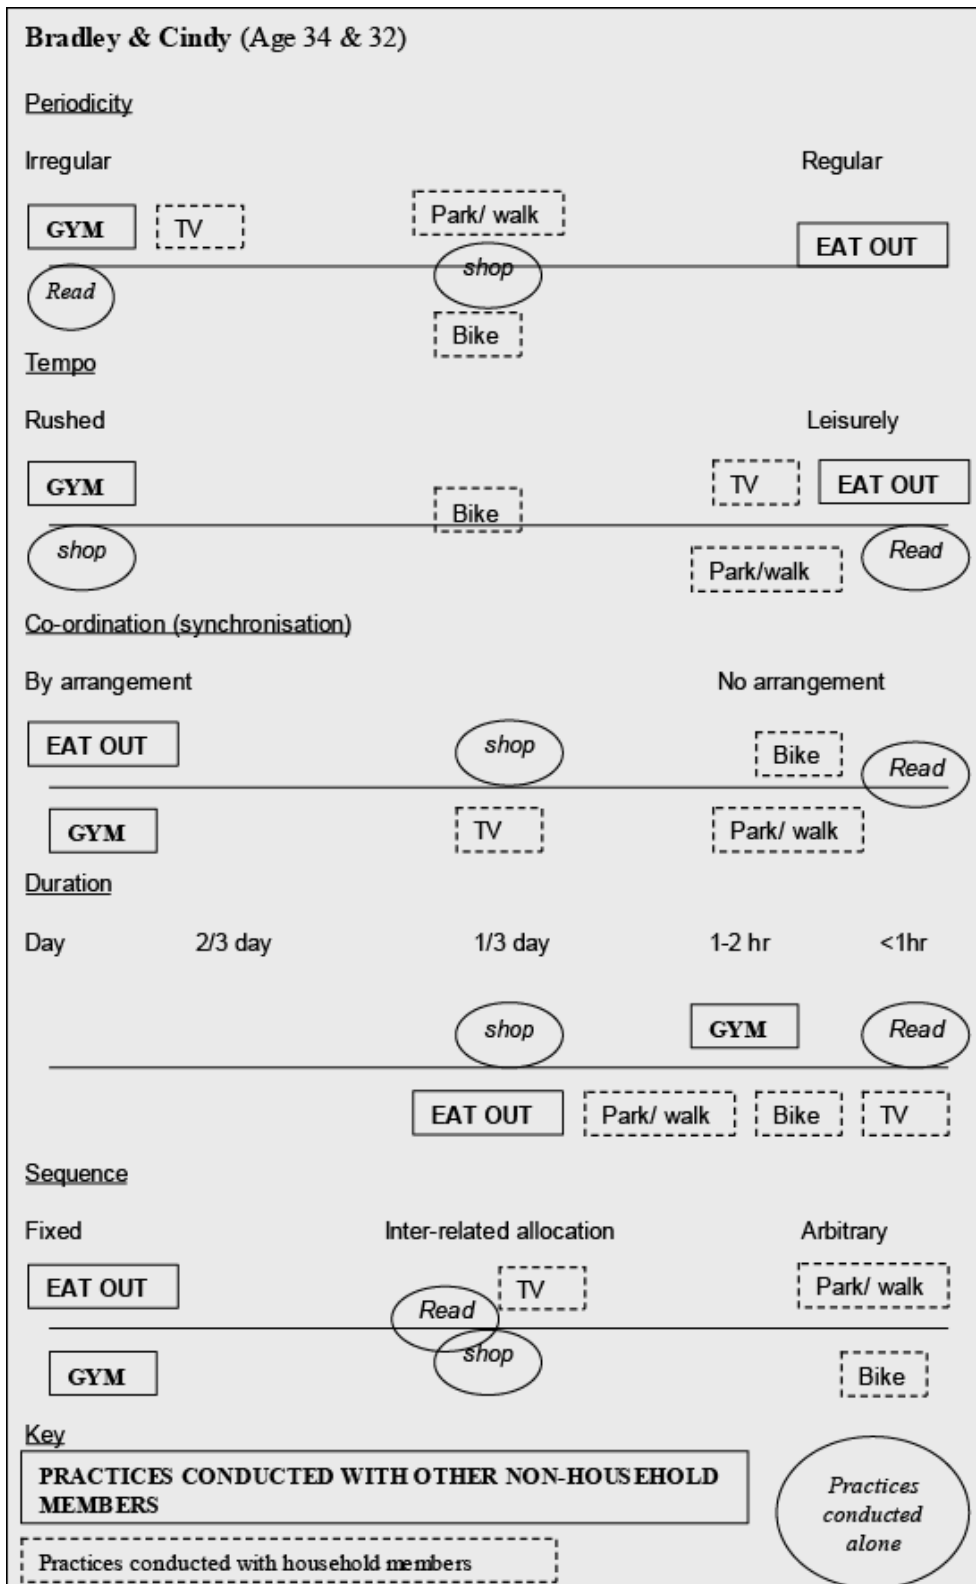 Bradley & Cindy (Age 34 & 32)
Periodicity
Irregular Regular
GYM TV Park/ walk EAT OUT
shop
Read
Bike
Tempo
Rushed Leisurely
GYM TV EAT OUT
Bike
shop Read
Park/walk
Co-ordination (synchronisation)
By arrangement No arrangement
EAT OUT shop Bike Read
GYM TV Park/ walk
Duration
Day 2/3 day 1/3 day 1-2 hr <1hr
shop GYM Read
EAT OUT Park/ walk Bike TV
Sequence
Fixed Inter-related allocation Arbitrary
EAT OUT TV Park/ walk
Read
shop
GYM Bike
Key
PRACTICES CONDUCTED WITH OTHER NON-HOUSEHOLD
MEMBERS
Practices
conducted
alone
Practices conducted with household members